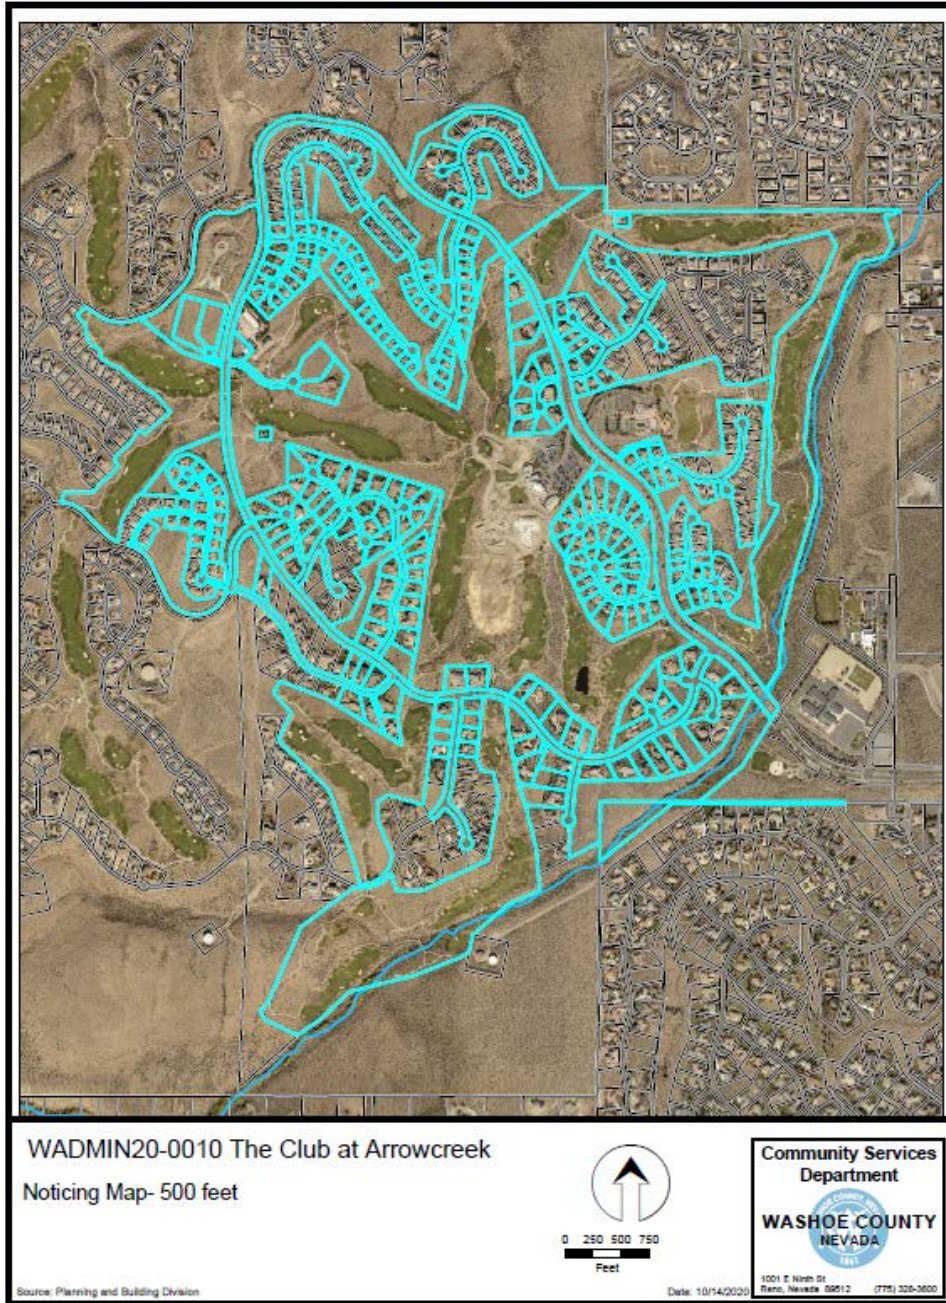 WADMIN20-0010 The Club at Arrowcreek
Noticing Map- 500 feet
0 250 500 750
Feet
Source: Planning and Building Division
Date: 10/14/2020
Community Services
Department
WASHOE COUNTY
NEVADA
1861
1001 E Ninth St
Reno, Nevada 89512 (775) 328-3600